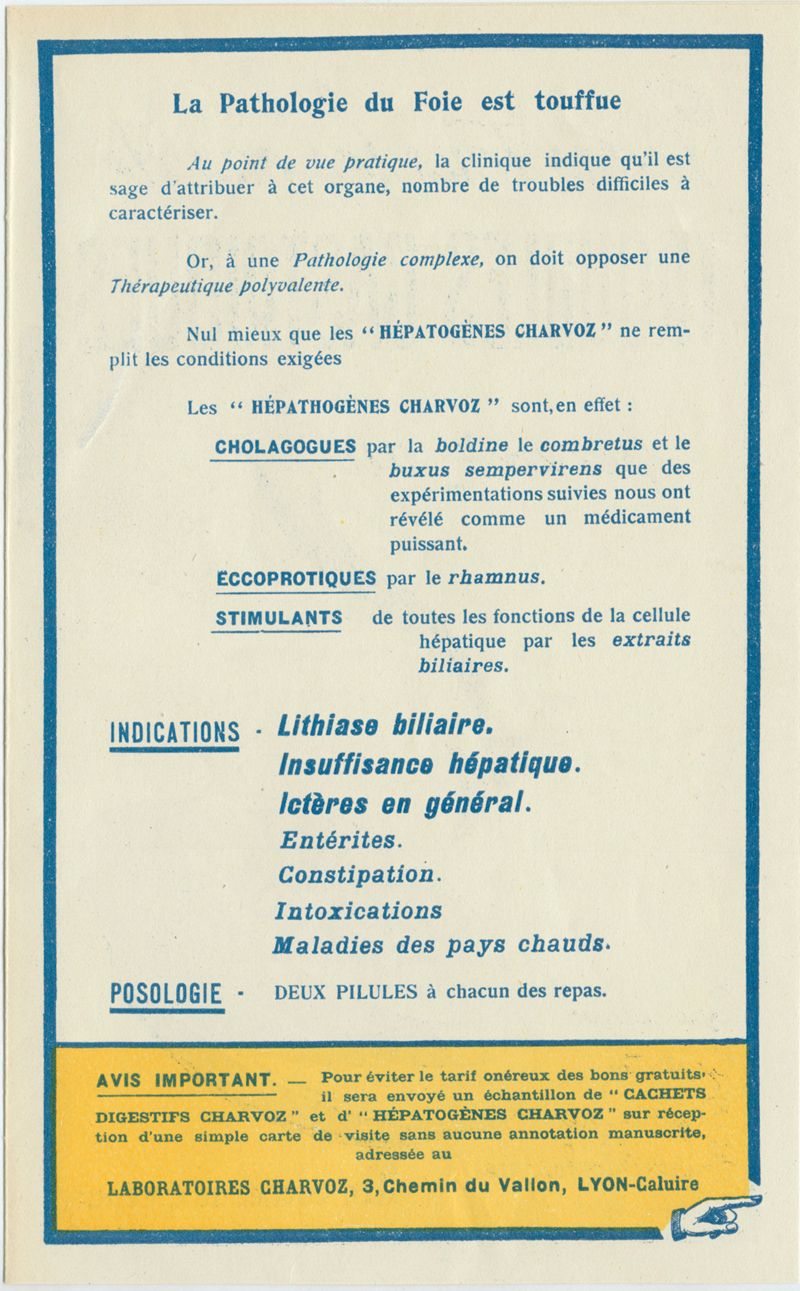 La Pathologie du Foie est touffue
Au point de vue pratique, la clinique indique qu'il est
sage d'attribuer à cet organe, nombre de troubles difficiles à
caractériser.
Or, à une Pathologie complexe, on doit opposer une
Thérapeutique polyvalente.
Nul mieux que les “HÉPATOGÈNES CHARVOZ” ne rem-
plit les conditions exigées
Les “ HÉPATHOGÈNES CHARVOZ ” sont,en effet :
CHOLAGOGUES par la boldine le combretus et le
buxus sempervirens que des
expérimentations suivies nous ont
révélé comme un médicament
puissant.
ECCOPROTIQUES par le rhamnus.
STIMULANTS de toutes les fonctions de la cellule
hépatique par les extraits
biliaires.
INDICATIONS - Lithiase biliaire.
Insuffisance hépatique.
Ictères en général.
Entérites.
Constipation.
Intoxications
Maladies des pays chauds.
POSOLOGIE - DEUX PILULES à chacun des repas.
AVIS IMPORTANT. — Pour éviter le tarif onéreux des bons gratuits,
il sera envoyé un échantillon de “ CACHETS
DIGESTIFS CHARVOZ ” et d' “ HÉPATOGÈNES CHARVOZ ” sur récep-
tion d'une simple carte de visite sans aucune annotation manuscrite,
adressée au
LABORATOIRES CHARVOZ, 3, Chemin du Vallon, LYON-Caluire